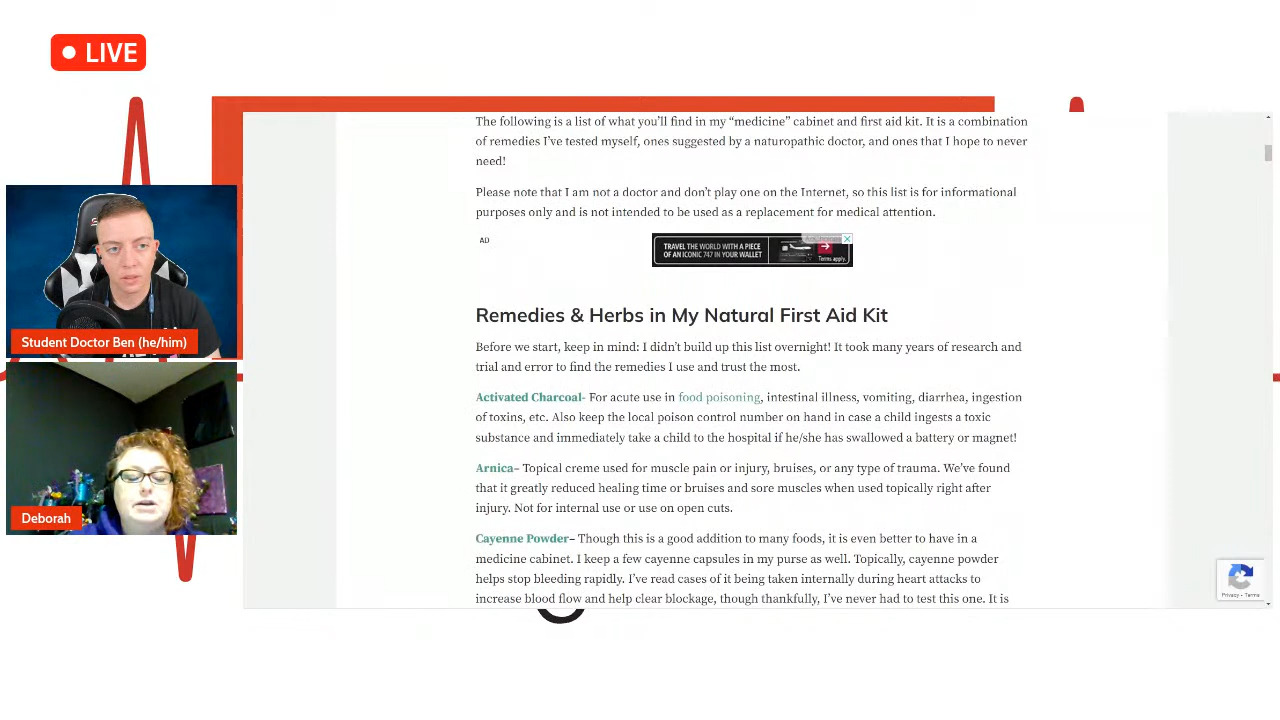 LIVE
The following is a list of what you’ll find in my “medicine” cabinet and first aid kit. It is a combination
of remedies I’ve tested myself, ones suggested by a naturopathic doctor, and ones that I hope to never
need!
Please note that I am not a doctor and don’t play one on the Internet, so this list is for informational
purposes only and is not intended to be used as a replacement for medical attention.
AD
TRAVEL THE WORLD WITH A PIECE
OF AN ICONIC 747 IN YOUR WALLET
Terms apply.
Remedies & Herbs in My Natural First Aid Kit
Before we start, keep in mind: I didn’t build up this list overnight! It took many years of research and
trial and error to find the remedies I use and trust the most.
Activated Charcoal- For acute use in food poisoning, intestinal illness, vomiting, diarrhea, ingestion
of toxins, etc. Also keep the local poison control number on hand in case a child ingests a toxic
substance and immediately take a child to the hospital if he/she has swallowed a battery or magnet!
Arnica– Topical creme used for muscle pain or injury, bruises, or any type of trauma. We’ve found
that it greatly reduced healing time or bruises and sore muscles when used topically right after
injury. Not for internal use or use on open cuts.
Cayenne Powder– Though this is a good addition to many foods, it is even better to have in a
medicine cabinet. I keep a few cayenne capsules in my purse as well. Topically, cayenne powder
helps stop bleeding rapidly. I’ve read cases of it being taken internally during heart attacks to
increase blood flow and help clear blockage, though thankfully, I’ve never had to test this one. It is
Student Doctor Ben (he/him)
Deborah
Privacy - Terms